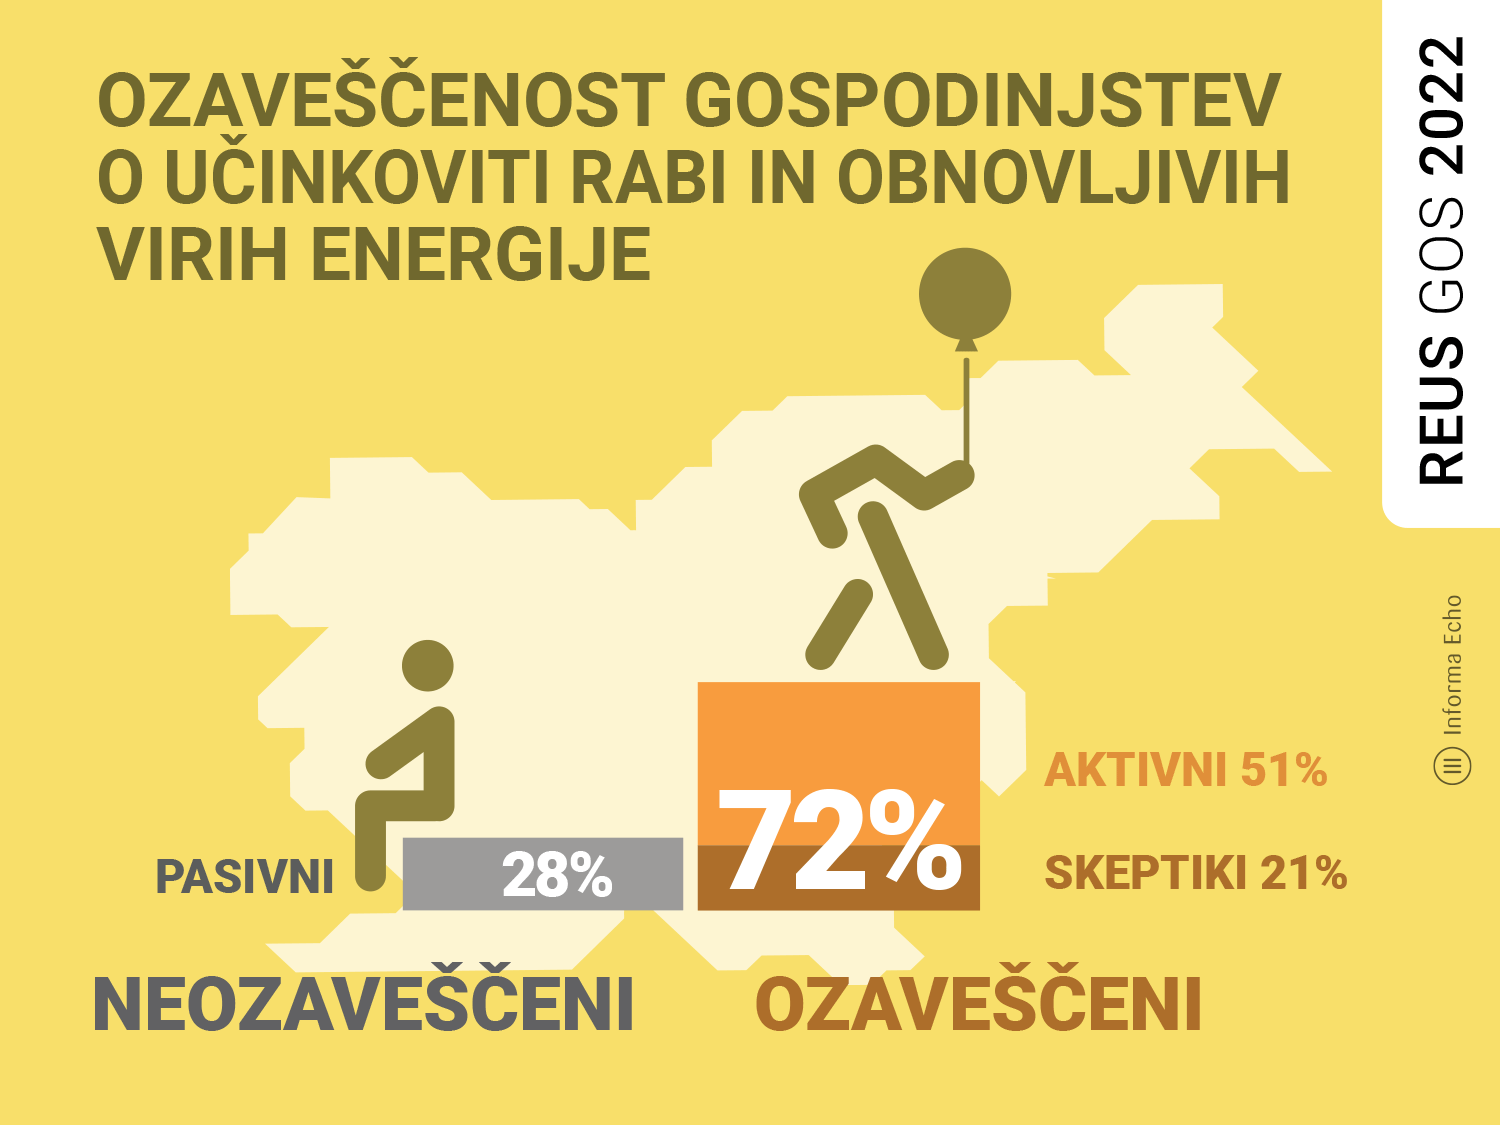 OZAVEŠČENOST GOSPODINJSTEV
O UČINKOVITI RABI IN OBNOVLJIVIH
VIRIH ENERGIJE
REUS GOS 2022
Informa Echo
72%
AKTIVNI 51%
SKEPTIKI 21%
PASIVNI
28%
NEOZAVEŠČENI
OZAVEŠČENI